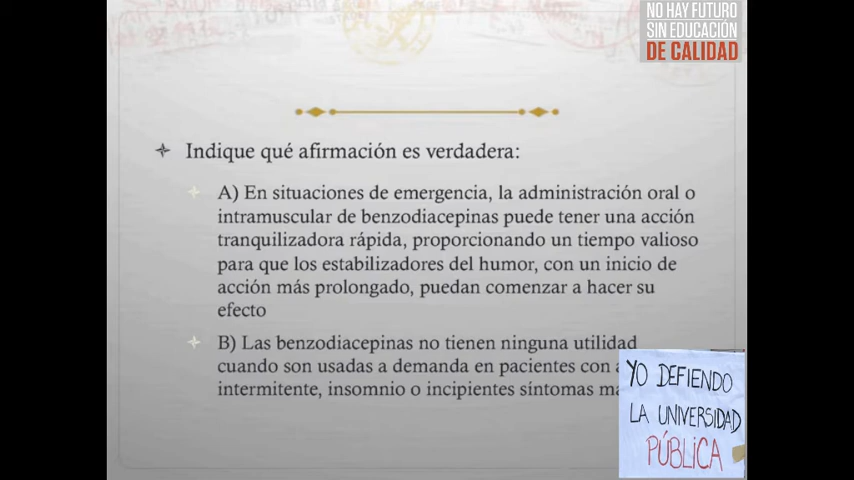 NO HAY FUTURO
SIN EDUCACIÓN
DE CALIDAD
Indique qué afirmación es verdadera:
A) En situaciones de emergencia, la administración oral o
intramuscular de benzodiacepinas puede tener una acción
tranquilizadora rápida, proporcionando un tiempo valioso
para que los estabilizadores del humor, con un inicio de
acción más prolongado, puedan comenzar a hacer su
efecto
B) Las benzodiacepinas no tienen ninguna utilidad
cuando son usadas a demanda en pacientes con
intermitente, insomnio o incipientes síntomas
YO DEFIENDO
LA UNIVERSIDAD
PÚBLICA